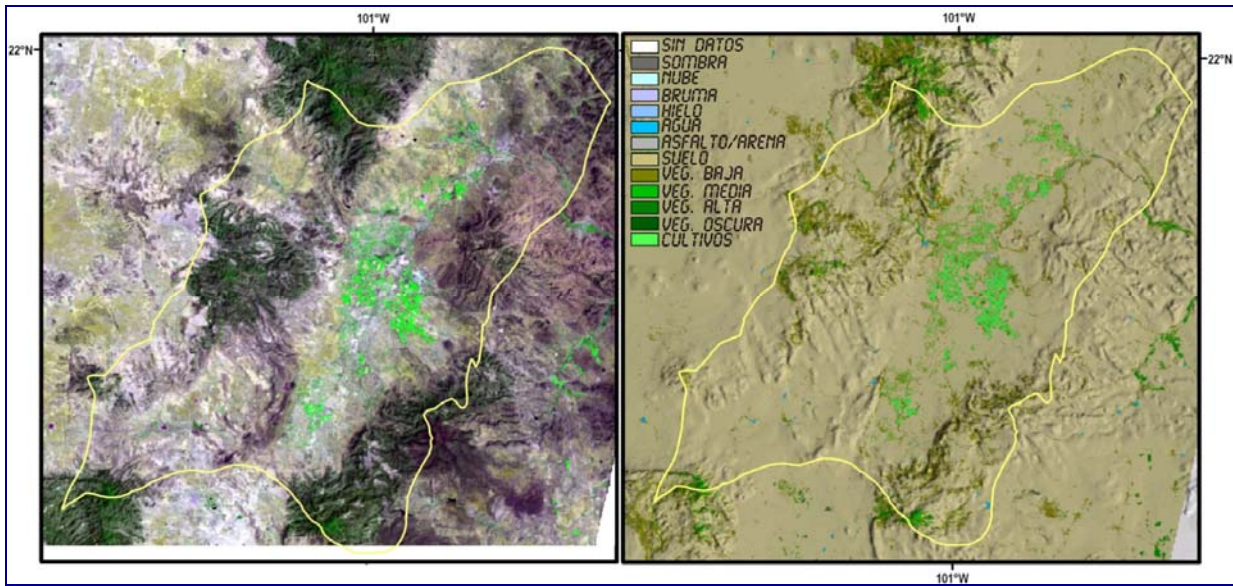 101°W
101°W
22°N
22°N
SIN DATOS
SOMBRA
NUBE
BRUMA
HIELO
AGUA
ASFALTO/ARENA
SUELO
VEG. BAJA
VEG. MEDIA
VEG. ALTA
VEG. OSCURA
CULTIVOS
101°W
101°W